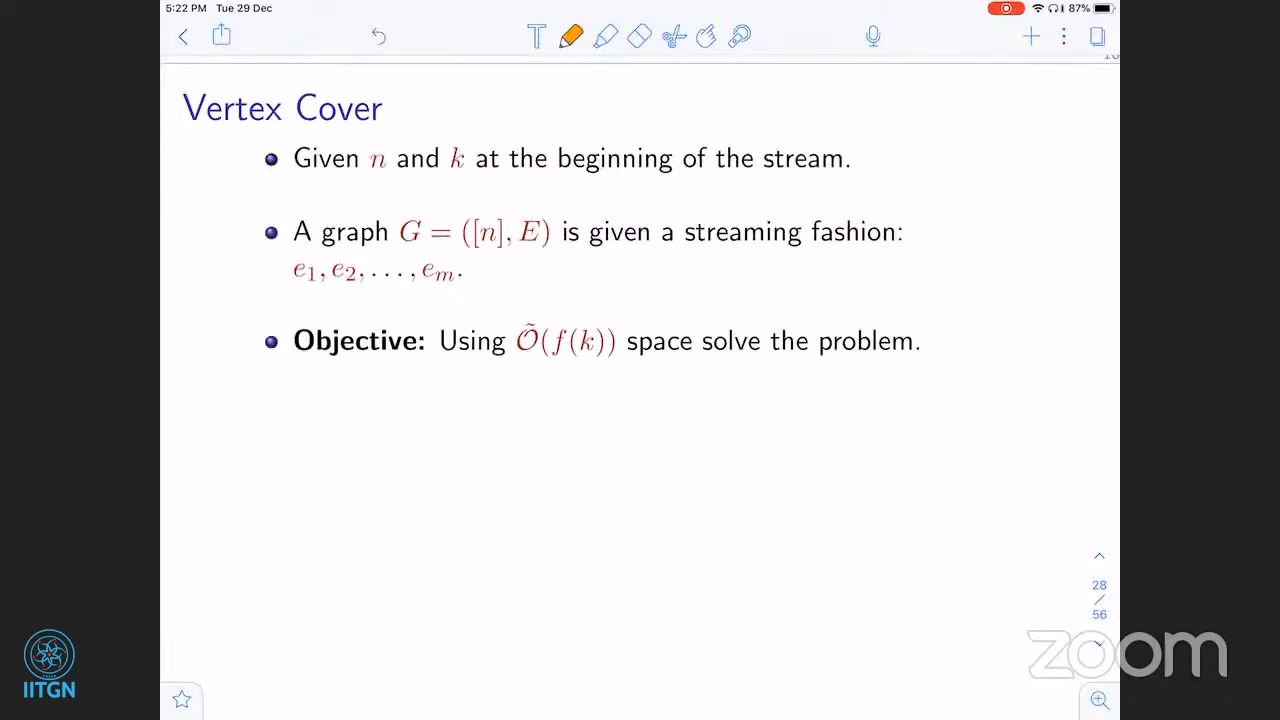 5:22 PM Tue 29 Dec
87%
Vertex Cover
Given n and k at the beginning of the stream.
A graph G = ([n], E) is given a streaming fashion:
e₁, e₂, . . . , eₘ.
Objective: Using Õ(f(k)) space solve the problem.
28
56
IITGN
zoom